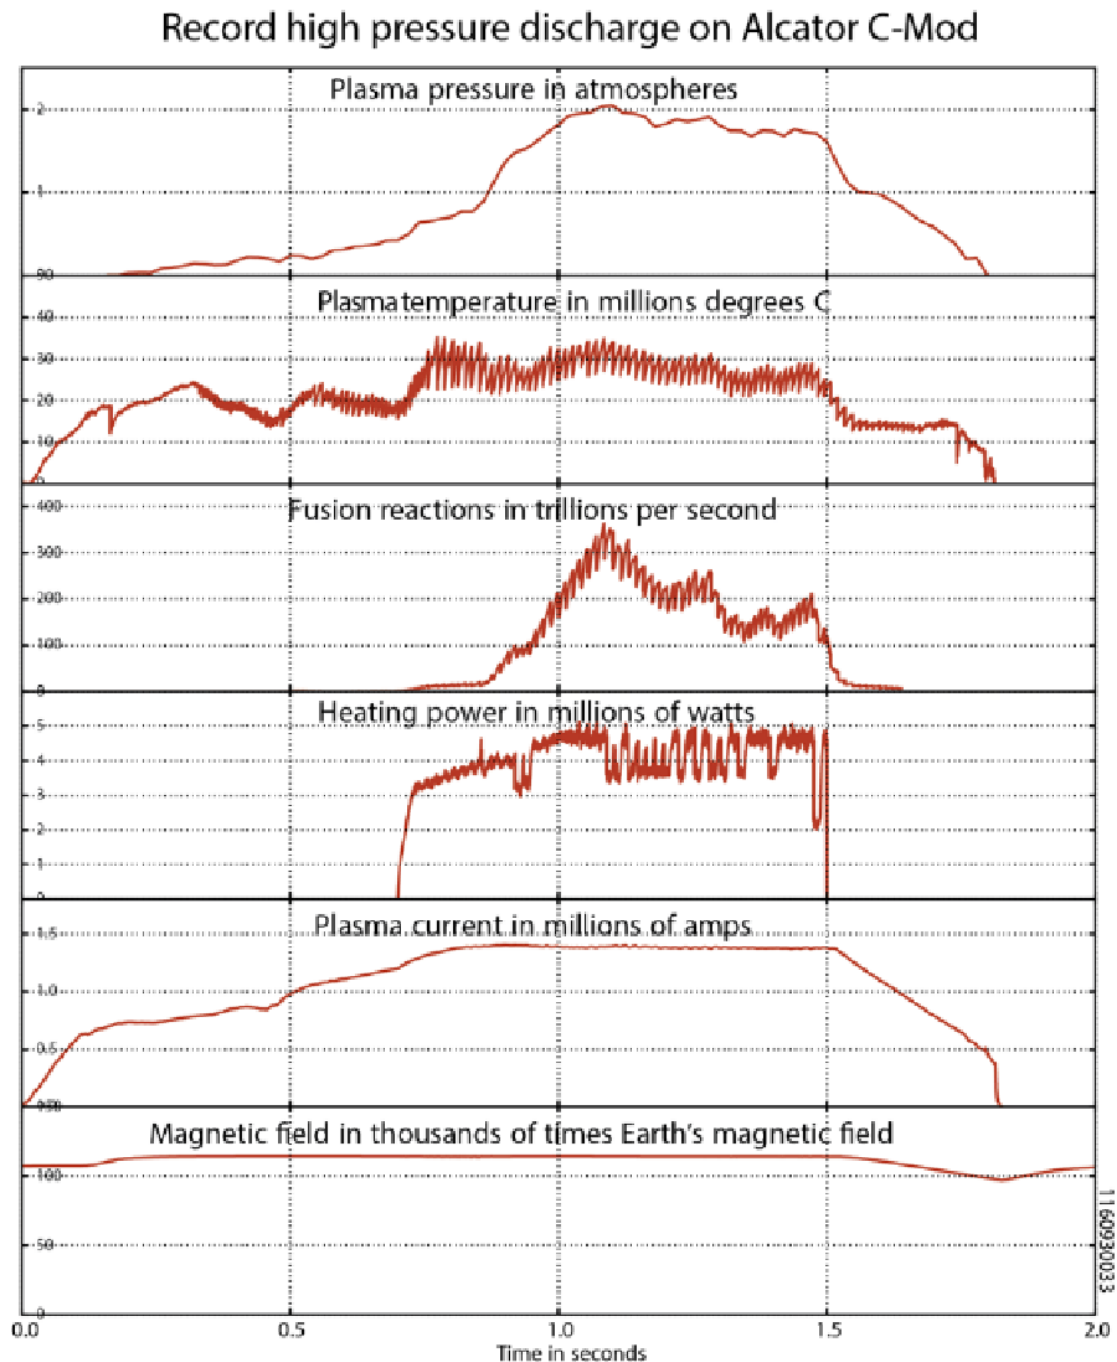 Record high pressure discharge on Alcator C-Mod
Plasma pressure in atmospheres
2
1
Plasma temperature in millions degrees C
40
30
20
10
0
Fusion reactions in trillions per second
400
300
200
100
0
Heating power in millions of watts
5
4
3
2
1
0
Plasma current in millions of amps
1.5
1.0
0.5
Magnetic field in thousands of times Earth's magnetic field
100
50
0
0.0 0.5 1.0 1.5 2.0
Time in seconds
1160930033